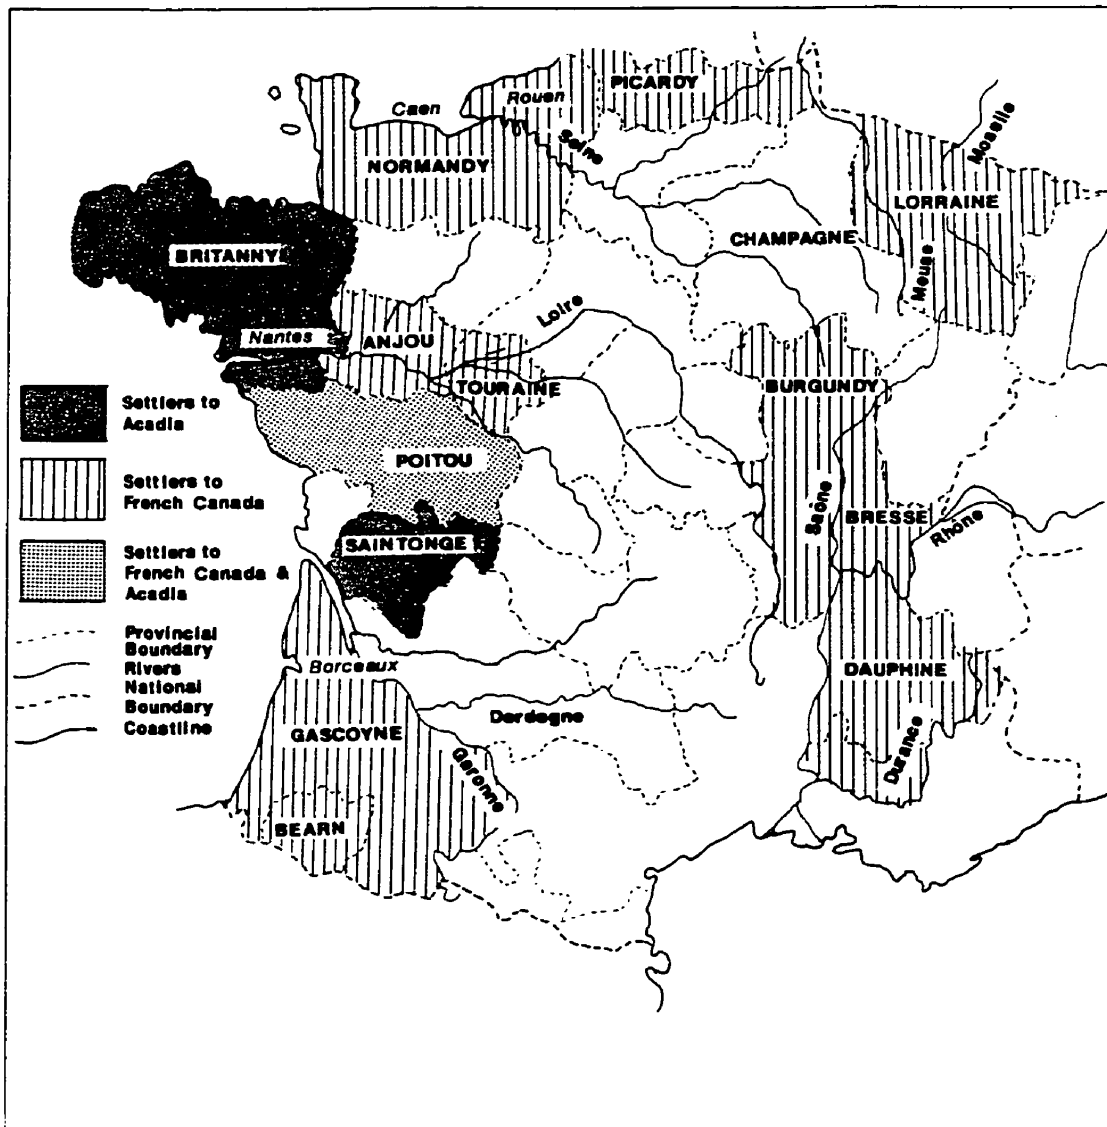 PICARDY
Rouen
Caen
Seine
Moselle
NORMANDY
LORRAINE
CHAMPAGNE
BRITANNY
Meuse
Loire
Nantes
ANJOU
TOURAINE
BURGUNDY
Settlers to
Acadia
POITOU
Settlers to
French Canada
Saône
BRESSE
Rhône
SAINTONGE
Settlers to
French Canada &
Acadia
Provincial
Boundary
Rivers
National
Boundary
Coastline
Borceaux
DAUPHINE
Dordogne
GASCOYNE
Garonne
Durance
BEARN